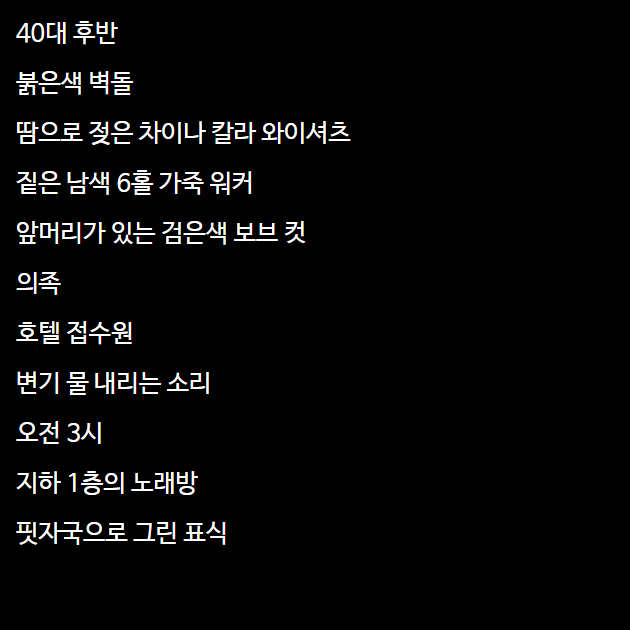 40대 후반
붉은색 벽돌
땀으로 젖은 차이나 칼라 와이셔츠
짙은 남색 6홀 가죽 워커
앞머리가 있는 검은색 보브 컷
의족
호텔 접수원
변기 물 내리는 소리
오전 3시
지하 1층의 노래방
핏자국으로 그린 표식